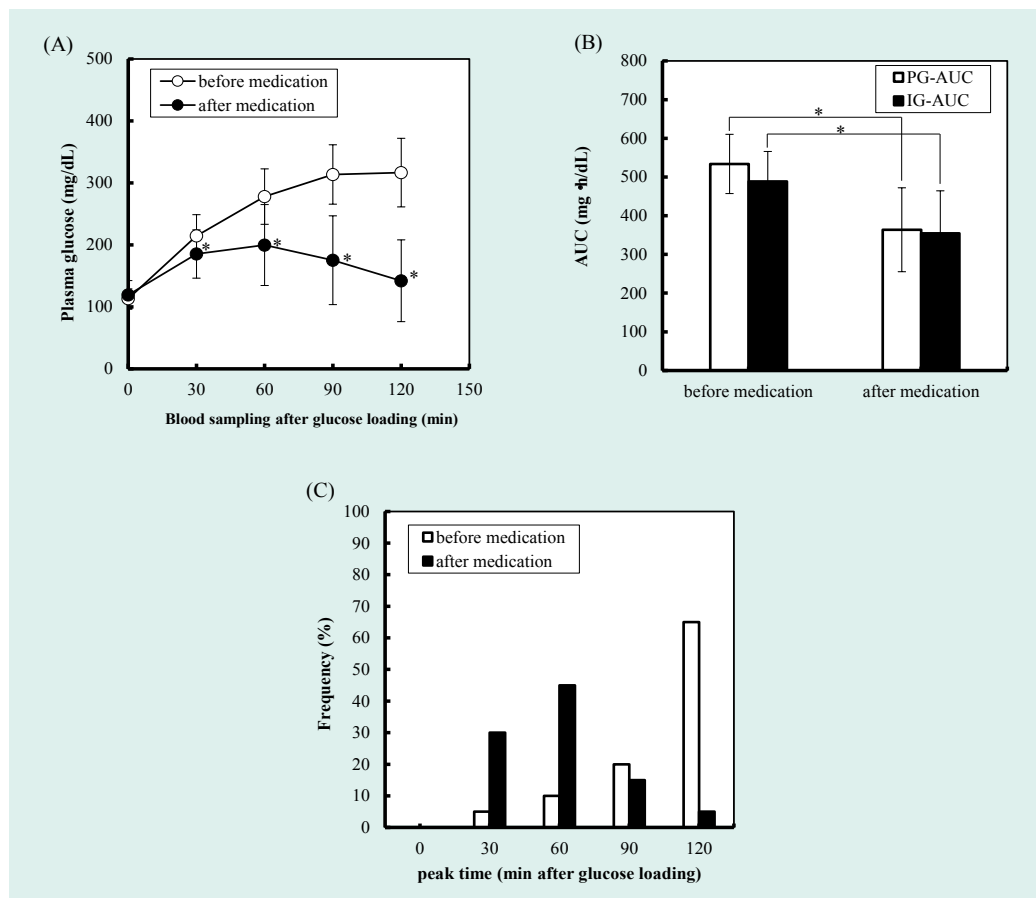 (A)
500
400
300
200
100
0
Plasma glucose (mg/dL)
before medication
after medication
*
*
*
*
0 30 60 90 120 150
Blood sampling after glucose loading (min)
(B)
800
700
600
500
400
300
200
100
0
AUC (mg•h/dL)
PG-AUC
IG-AUC
*
*
before medication after medication
(C)
100
90
80
70
60
50
40
30
20
10
0
Frequency (%)
before medication
after medication
0 30 60 90 120
peak time (min after glucose loading)